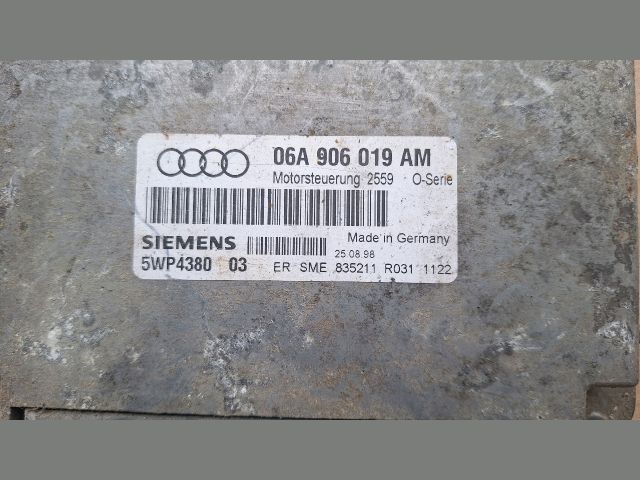 06A 906 019 AM
Motorsteuerung 2559 O-Serie
SIEMENS Made in Germany
25.08.98
5WP4380 03 ER SME 835211 R031 1122